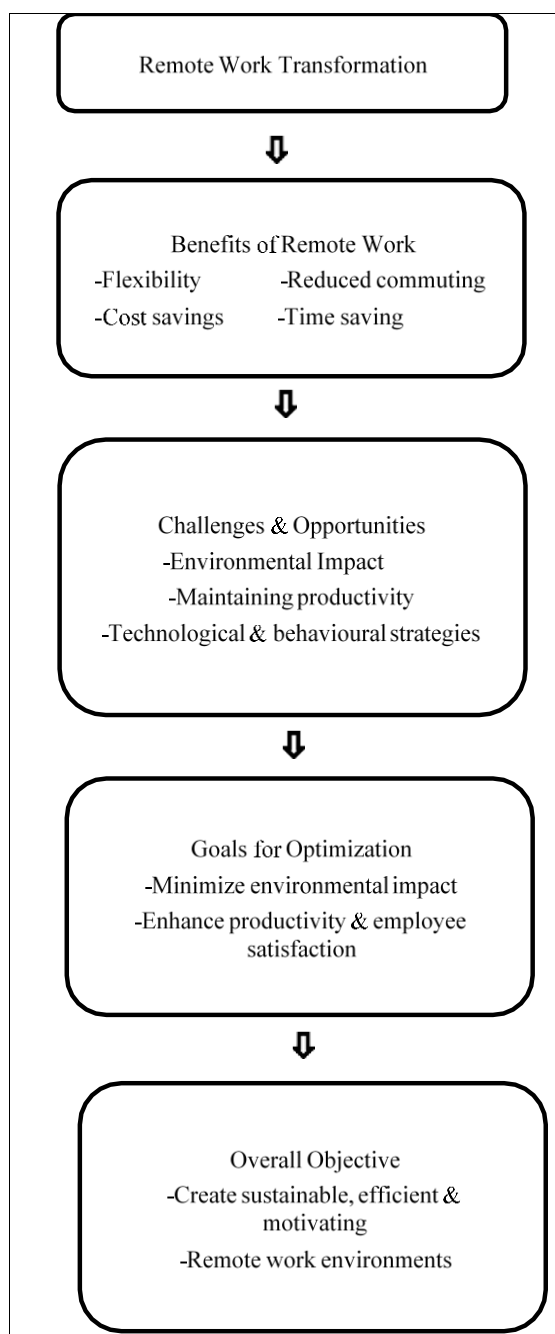 Remote Work Transformation
Benefits of Remote Work
-Flexibility -Reduced commuting
-Cost savings -Time saving
Challenges & Opportunities
-Environmental Impact
-Maintaining productivity
-Technological & behavioural strategies
Goals for Optimization
-Minimize environmental impact
-Enhance productivity & employee
satisfaction
Overall Objective
-Create sustainable, efficient &
motivating
-Remote work environments